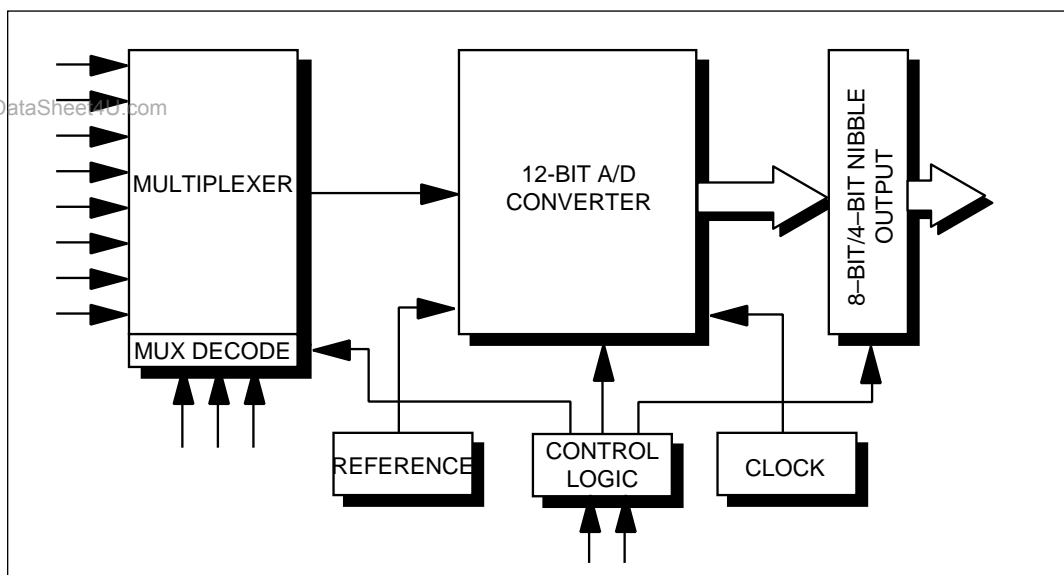 DataSheet4U.com
MULTIPLEXER
12-BIT A/D
CONVERTER
8–BIT/4–BIT NIBBLE
OUTPUT
MUX DECODE
REFERENCE
CONTROL
LOGIC
CLOCK